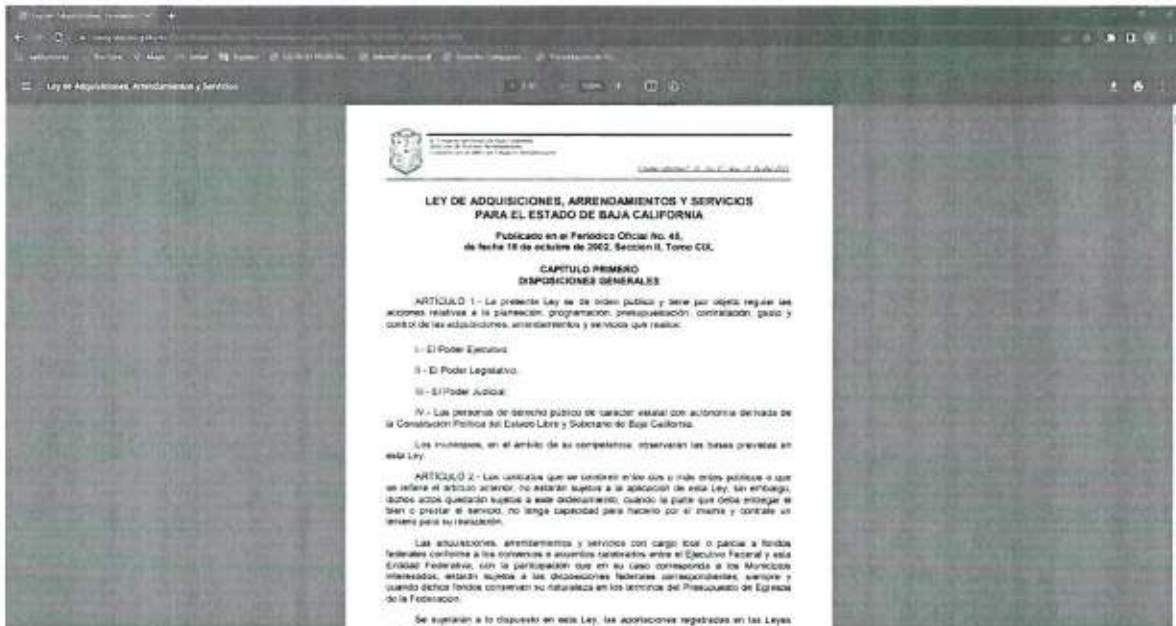 Ley de Adquisiciones, Arrendamientos y Servicios
LEY DE ADQUISICIONES, ARRENDAMIENTOS Y SERVICIOS
PARA EL ESTADO DE BAJA CALIFORNIA
Publicado en el Periódico Oficial No. 45,
de fecha 18 de octubre de 2002, Sección II, Tomo CIX.
CAPÍTULO PRIMERO
DISPOSICIONES GENERALES
ARTÍCULO 1.- La presente Ley es de orden público y tiene por objeto regular las
acciones relativas a la planeación, programación, presupuestación, contratación, gasto y
control de las adquisiciones, arrendamientos y servicios que realice:
I.- El Poder Ejecutivo;
II.- El Poder Legislativo;
III.- El Poder Judicial;
IV.- Las personas de derecho público de carácter estatal con autonomía derivada de
la Constitución Política del Estado Libre y Soberano de Baja California.
Los municipios, en el ámbito de su competencia, observarán las bases previstas en
esta Ley.
ARTÍCULO 2.- Los contratos que se celebren entre dos o más entes públicos a que
se refiere el artículo anterior, no estarán sujetos a la aplicación de esta Ley, sin embargo,
dichos actos quedarán sujetos a este ordenamiento, cuando la parte que deba entregar el
bien o prestar el servicio, no tenga capacidad para hacerlo por sí misma y contrate un
tercero para su realización.
Las adquisiciones, arrendamientos y servicios con cargo total o parcial a fondos
federales conforme a los convenios o acuerdos celebrados entre el Ejecutivo Federal y esta
Entidad Federativa, con la participación que en su caso corresponda a los Municipios
interesados, estarán sujetos a las disposiciones federales correspondientes, siempre y
cuando dichos fondos conserven su naturaleza en los términos del Presupuesto de Egresos
de la Federación.
Se sujetarán a lo dispuesto en esta Ley, las aportaciones registradas en las Leyes